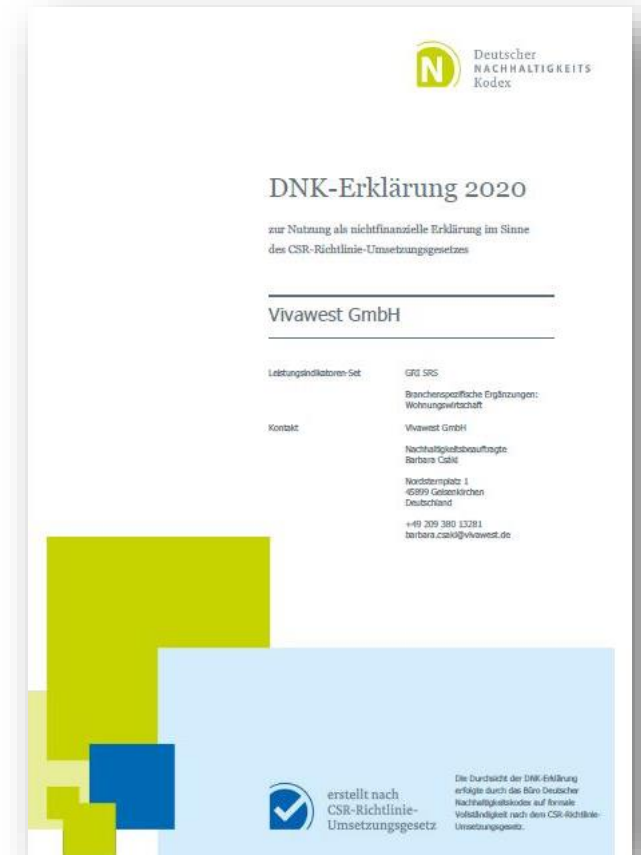 Deutscher
NACHHALTIGKEITS
Kodex
DNK-Erklärung 2020
zur Nutzung als nichtfinanzielle Erklärung im Sinne
des CSR-Richtlinie-Umsetzungsgesetzes
Vivawest GmbH
Leistungsindikatoren-Set
GRI SRS
Branchenspezifische Ergänzungen:
Wohnungswirtschaft
Kontakt
Vivawest GmbH
Nachhaltigkeitsbeauftragte
Barbara Csáki
Nordsternplatz 1
45899 Gelsenkirchen
Deutschland
+49 209 380 13281
barbara.csaki@vivawest.de
erstellt nach
CSR-Richtlinie-
Umsetzungsgesetz
Die Durchsicht der DNK-Erklärung
erfolgte durch das Büro Deutscher
Nachhaltigkeitskodex auf formale
Vollständigkeit nach dem CSR-Richtlinie-
Umsetzungsgesetz.